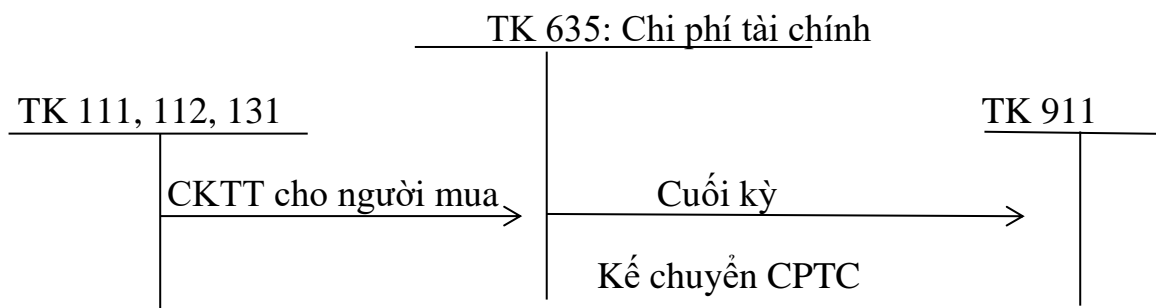 TK 635: Chi phí tài chính
TK 111, 112, 131
TK 911
CKTT cho người mua
Cuối kỳ
Kế chuyển CPTC